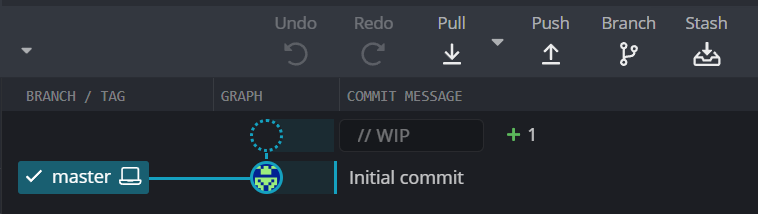 Undo Redo Pull Push Branch Stash
BRANCH / TAG GRAPH COMMIT MESSAGE
// WIP + 1
master Initial commit